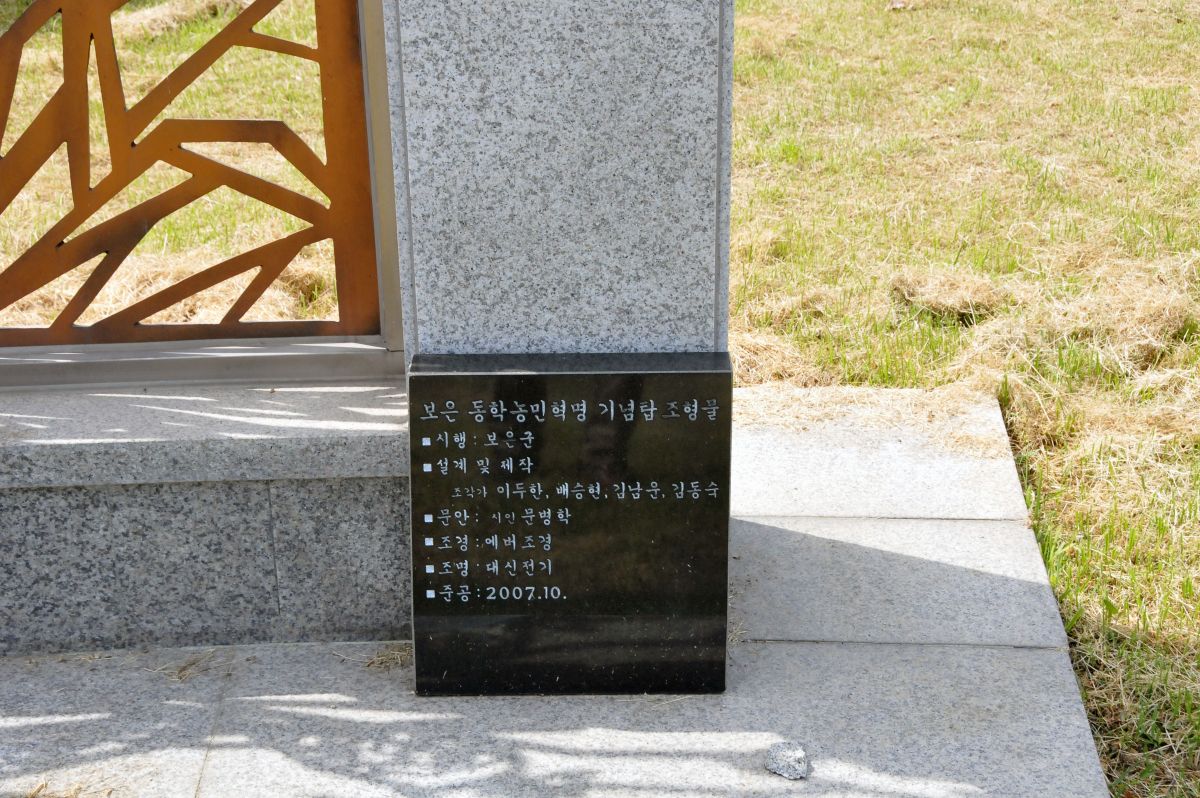 보은 동학농민혁명 기념탑 조형물
■시행 : 보은군
■설계 및 제작
조각가 이두한, 배승현, 김남운, 김동숙
■문안 : 시인 문병학
■조경 : 에버조경
■조명 : 대신전기
■준공 : 2007.10.